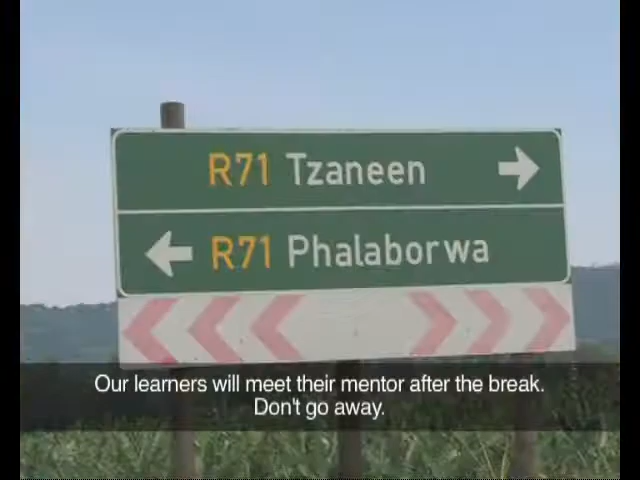 R71 Tzaneen
R71 Phalaborwa
Our learners will meet their mentor after the break.
Don't go away.